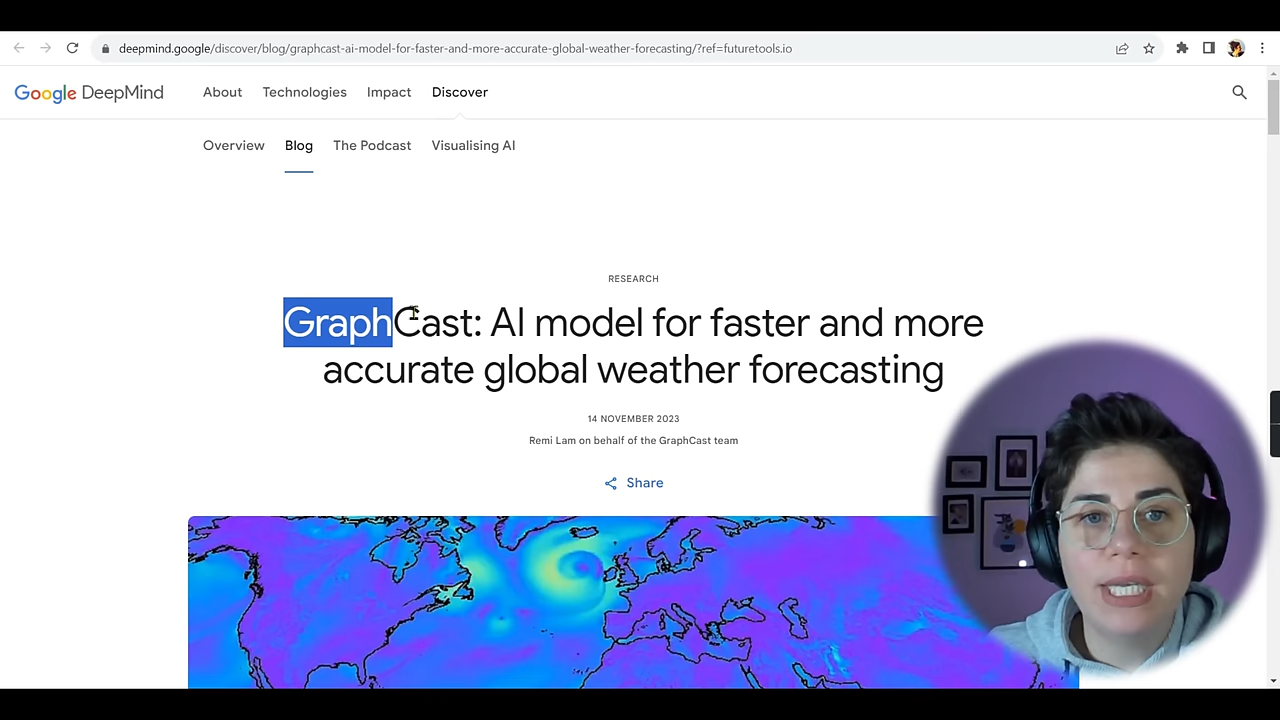 deepmind.google/discover/blog/graphcast-ai-model-for-faster-and-more-accurate-global-weather-forecasting/?ref=futuretools.io
Google DeepMind
About
Technologies
Impact
Discover
Overview
Blog
The Podcast
Visualising AI
RESEARCH
GraphCast: AI model for faster and more
accurate global weather forecasting
14 NOVEMBER 2023
Remi Lam on behalf of the GraphCast team
Share